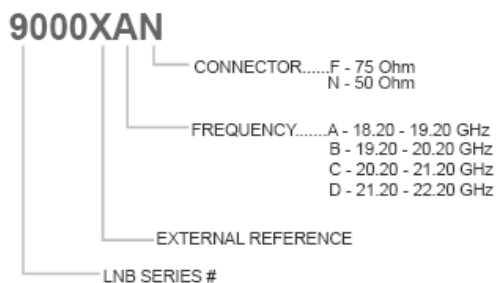 9000XAN
CONNECTOR......F - 75 Ohm
N - 50 Ohm
FREQUENCY.......A - 18.20 - 19.20 GHz
B - 19.20 - 20.20 GHz
C - 20.20 - 21.20 GHz
D - 21.20 - 22.20 GHz
EXTERNAL REFERENCE
LNB SERIES #